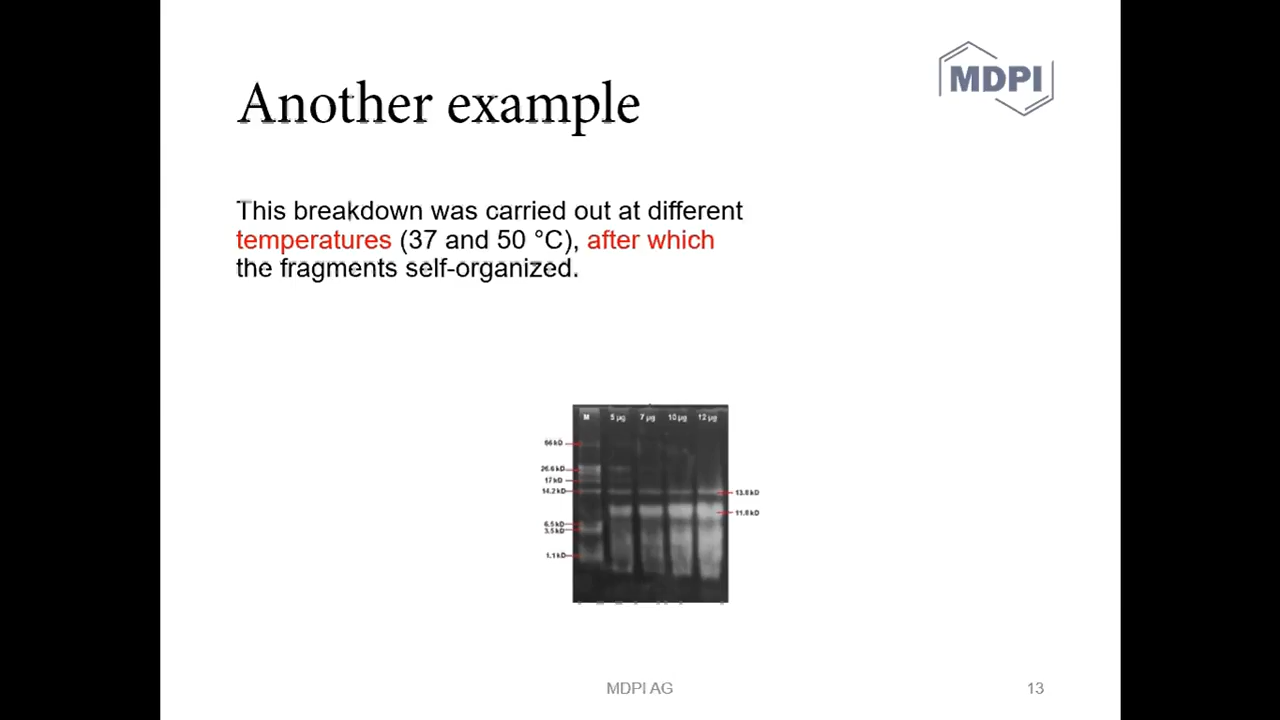 MDPI
Another example
This breakdown was carried out at different
temperatures (37 and 50 °C), after which
the fragments self-organized.
M 5 µg 7 µg 10 µg 12 µg
66 kD
26.6 kD
17 kD
14.2 kD
13.8 kD
11.8 kD
6.5 kD
3.5 kD
1.1 kD
MDPI AG
13